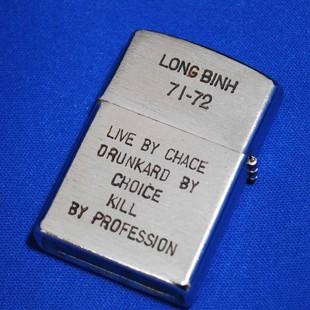 LONG BINH
71-72
LIVE BY CHACE
DRUNKARD BY
CHOICE
KILL
BY PROFESSION